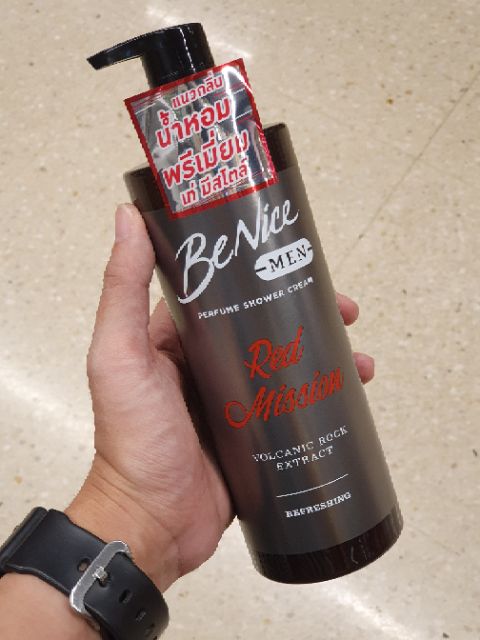 แนวกลิ่น
น้ำหอม
พรีเมี่ยม
เท่ มีสไตล์
BeNice
MEN
PERFUME SHOWER CREAM
Red
Mission
VOLCANIC ROCK
EXTRACT
REFRESHING